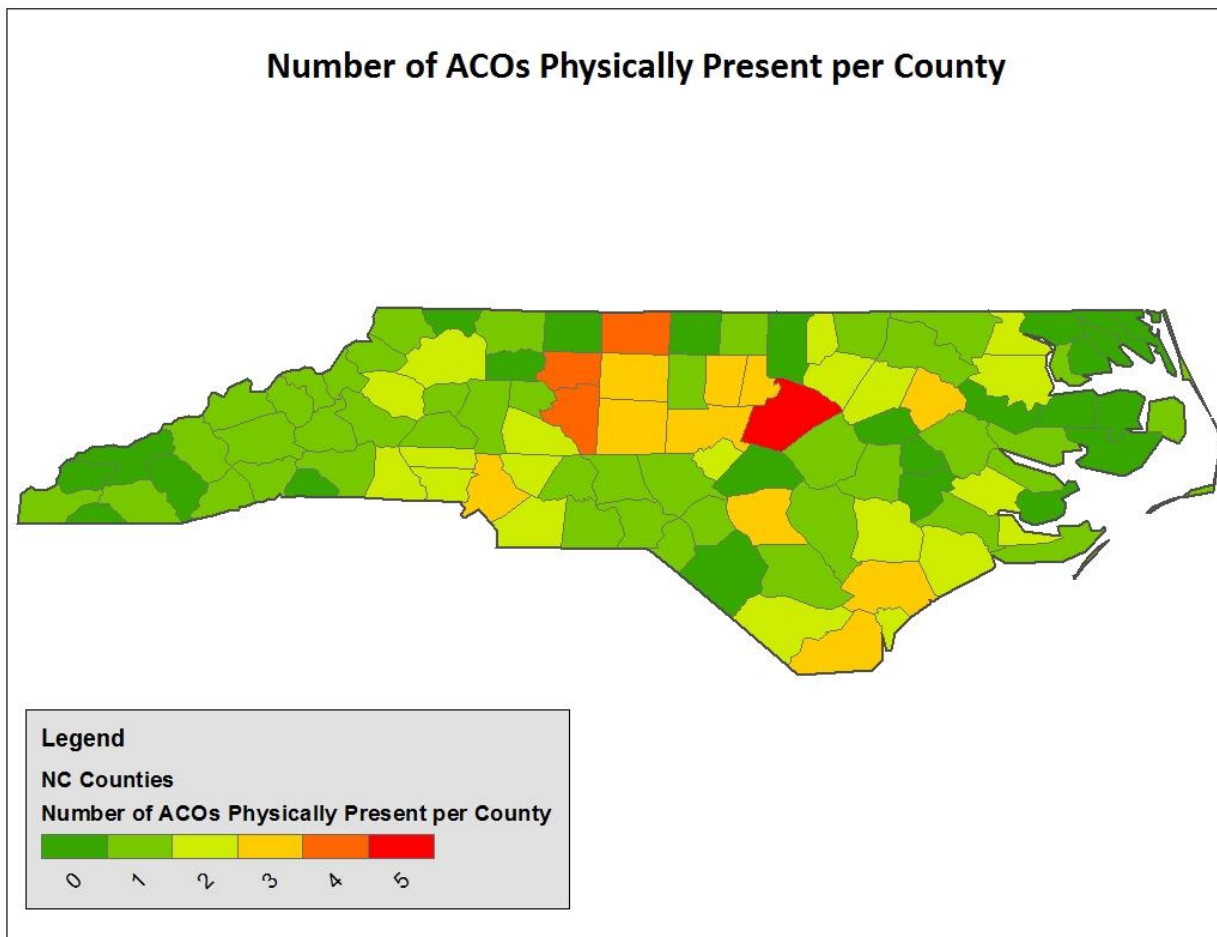 Number of ACOs Physically Present per County
Legend
NC Counties
Number of ACOs Physically Present per County
0 1 2 3 4 5